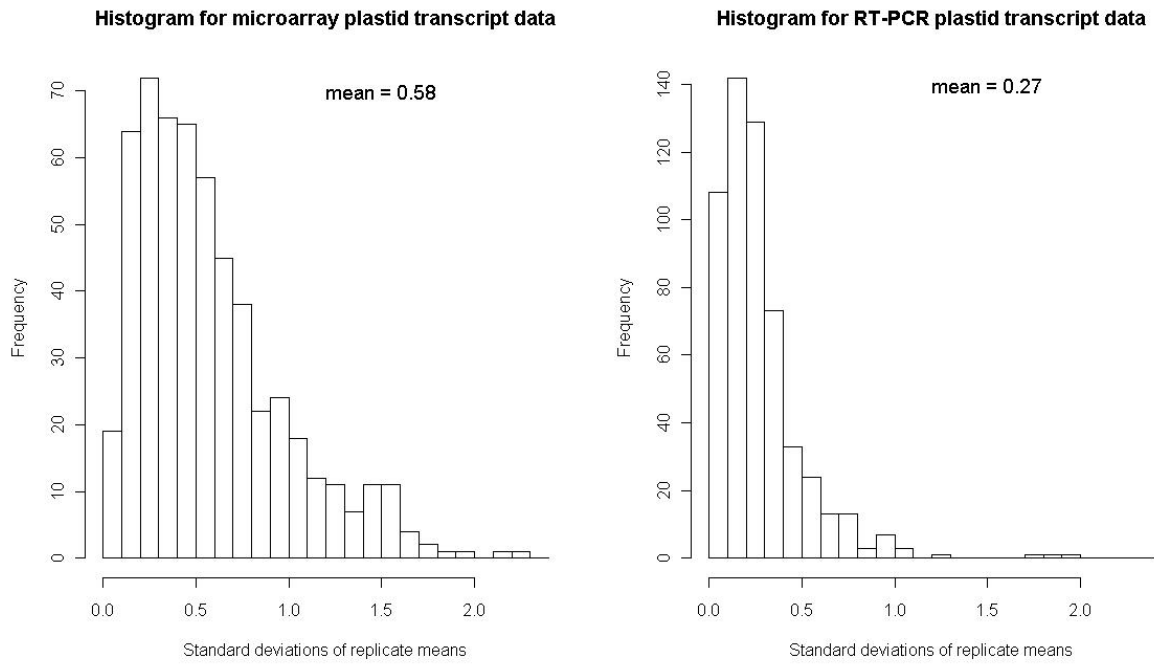 Histogram for microarray plastid transcript data
mean = 0.58
Frequency
0 10 20 30 40 50 60 70
0.0 0.5 1.0 1.5 2.0
Standard deviations of replicate means
Histogram for RT-PCR plastid transcript data
mean = 0.27
Frequency
0 20 40 60 80 100 120 140
0.0 0.5 1.0 1.5 2.0
Standard deviations of replicate means